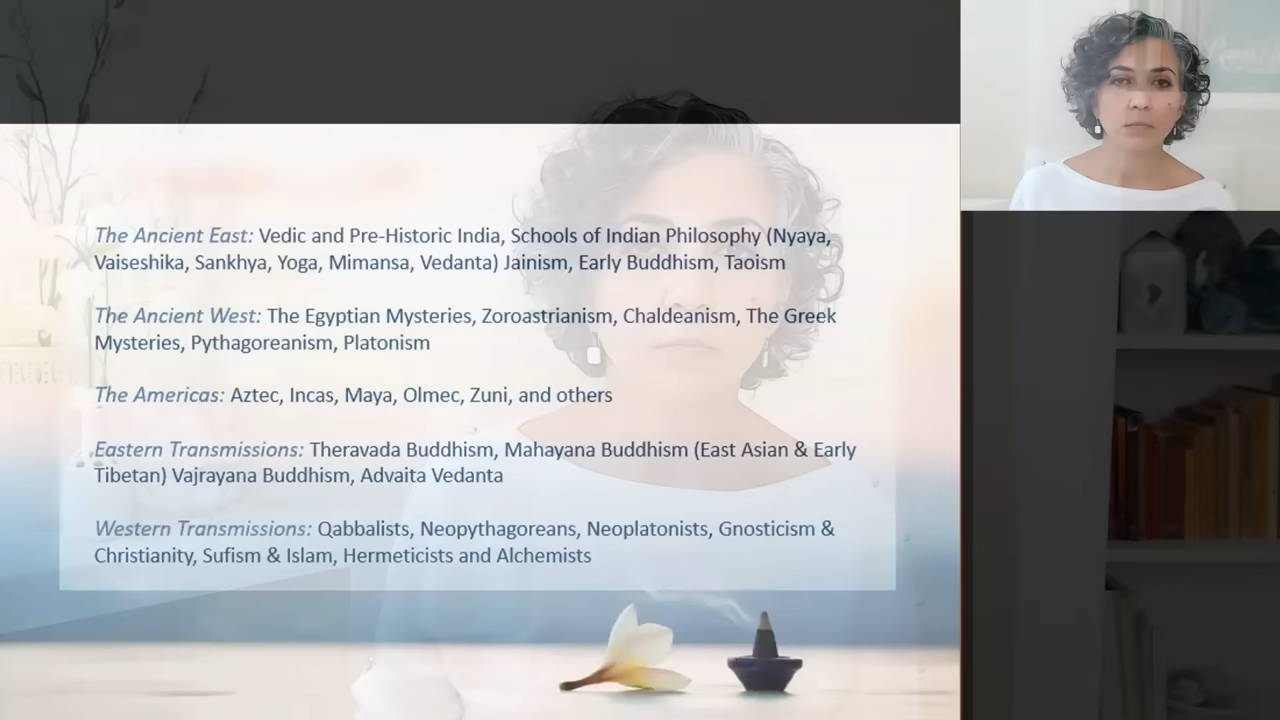 The Ancient East: Vedic and Pre-Historic India, Schools of Indian Philosophy (Nyaya,
Vaiseshika, Sankhya, Yoga, Mimansa, Vedanta) Jainism, Early Buddhism, Taoism
The Ancient West: The Egyptian Mysteries, Zoroastrianism, Chaldeanism, The Greek
Mysteries, Pythagoreanism, Platonism
The Americas: Aztec, Incas, Maya, Olmec, Zuni, and others
Eastern Transmissions: Theravada Buddhism, Mahayana Buddhism (East Asian & Early
Tibetan) Vajrayana Buddhism, Advaita Vedanta
Western Transmissions: Qabbalists, Neopythagoreans, Neoplatonists, Gnosticism &
Christianity, Sufism & Islam, Hermeticists and Alchemists